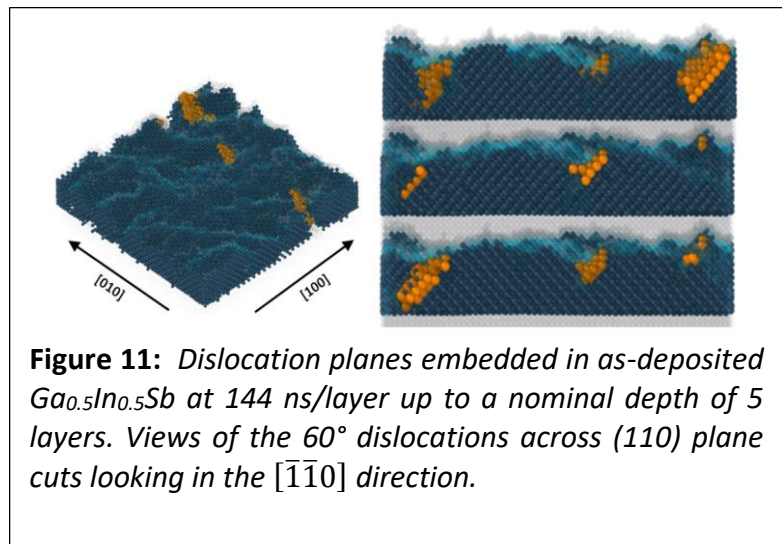 [010]
[100]
Figure 11: Dislocation planes embedded in as-deposited
Ga₀.₅In₀.₅Sb at 144 ns/layer up to a nominal depth of 5
layers. Views of the 60° dislocations across (110) plane
cuts looking in the [1̅1̅0] direction.